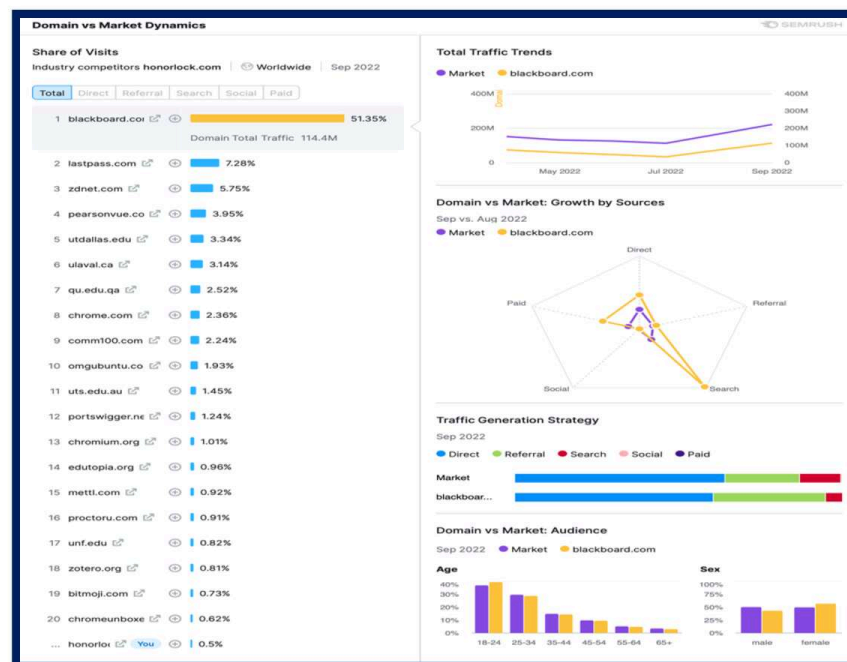 Domain vs Market Dynamics
SEMRUSH
Share of Visits
Industry competitors honorlock.com Worldwide Sep 2022
Total Direct Referral Search Social Paid
1 blackboard.co 51.35%
Domain Total Traffic 114.4M
2 lastpass.com 7.28%
3 zdnet.com 5.75%
4 pearsonvue.co 3.95%
5 utdallas.edu 3.34%
6 ulaval.ca 3.14%
7 qu.edu.qa 2.52%
8 chrome.com 2.36%
9 comm100.com 2.24%
10 omgubuntu.co 1.93%
11 uts.edu.au 1.45%
12 portswigger.ne 1.24%
13 chromium.org 1.01%
14 edutopia.org 0.96%
15 mettl.com 0.92%
16 proctoru.com 0.91%
17 unf.edu 0.82%
18 zotero.org 0.81%
19 bitmoji.com 0.73%
20 chromeunboxe 0.62%
... honorlo You 0.5%
Total Traffic Trends
Market blackboard.com
400M 400M
300M
200M 200M
100M
0 0
May 2022 Jul 2022 Sep 2022
Domain vs Market: Growth by Sources
Sep vs. Aug 2022
Market blackboard.com
Direct
Paid Referral
Social Search
Traffic Generation Strategy
Sep 2022
Direct Referral Search Social Paid
Market
blackboar...
Domain vs Market: Audience
Sep 2022 Market blackboard.com
Age
40%
30%
20%
10%
0%
18-24 25-34 35-44 45-54 55-64 65+
Sex
100%
75%
50%
25%
0%
male female